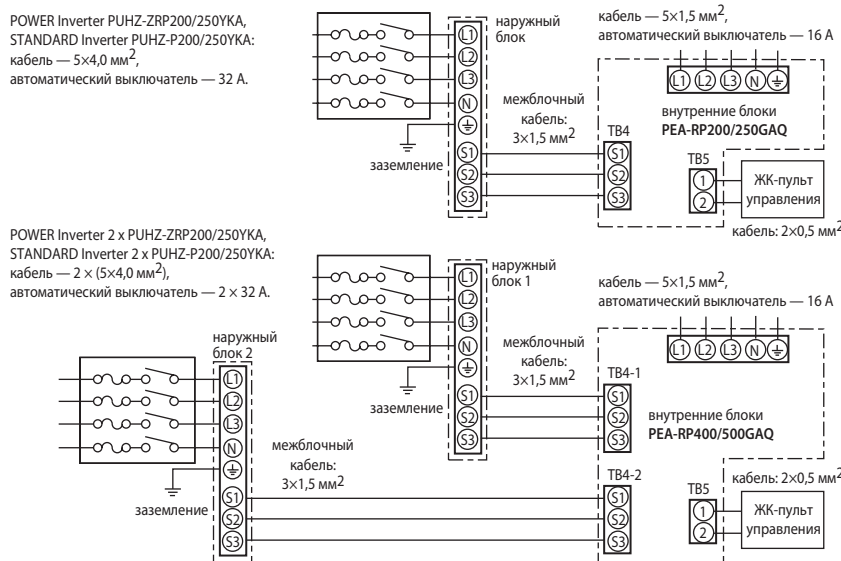 POWER Inverter PUHZ-ZRP200/250YKA,
STANDARD Inverter PUHZ-P200/250YKA:
кабель — 5×4,0 мм²,
автоматический выключатель — 32 А.
наружный
блок
L1
L2
L3
N
S1
S2
S3
заземление
межблочный
кабель:
3×1,5 мм²
кабель — 5×1,5 мм²,
автоматический выключатель — 16 А
L1 L2 L3 N
внутренние блоки
PEA-RP200/250GAQ
TB4
S1
S2
S3
TB5
1
2
ЖК-пульт
управления
кабель: 2×0,5 мм²
POWER Inverter 2 x PUHZ-ZRP200/250YKA,
STANDARD Inverter 2 x PUHZ-P200/250YKA:
кабель — 2 × (5×4,0 мм²),
автоматический выключатель — 2 × 32 А.
наружный
блок 1
L1
L2
L3
N
S1
S2
S3
заземление
межблочный
кабель:
3×1,5 мм²
кабель — 5×1,5 мм²,
автоматический выключатель — 16 А
L1 L2 L3 N
внутренние блоки
PEA-RP400/500GAQ
TB4-1
S1
S2
S3
наружный
блок 2
L1
L2
L3
N
S1
S2
S3
заземление
межблочный
кабель:
3×1,5 мм²
TB4-2
S1
S2
S3
TB5
1
2
кабель: 2×0,5 мм²
ЖК-пульт
управления